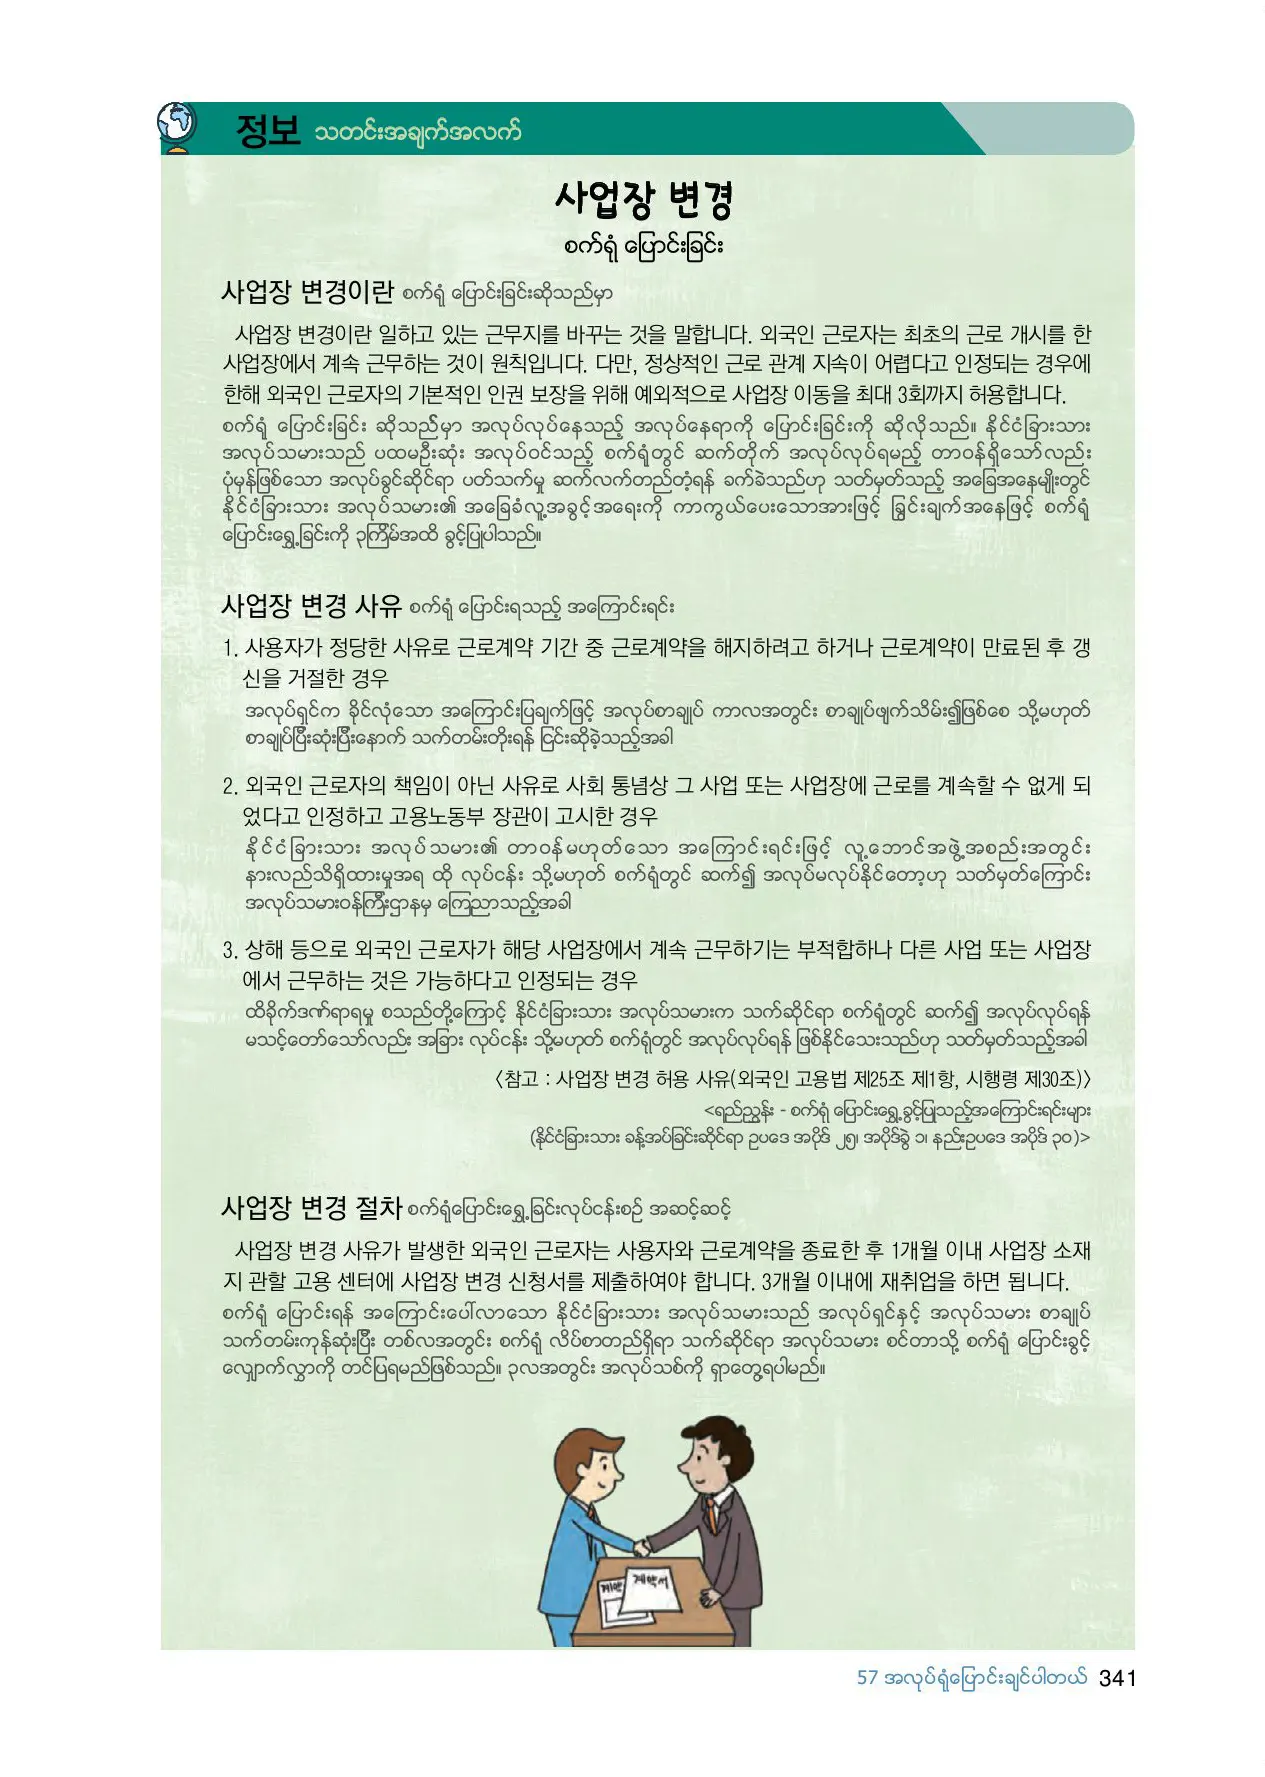 정보 သတင်းအချက်အလက်
사업장 변경
စက်ရုံ ပြောင်းခြင်း
사업장 변경이란 စက်ရုံ ပြောင်းခြင်းဆိုသည်မှာ
사업장 변경이란 일하고 있는 근무지를 바꾸는 것을 말합니다. 외국인 근로자는 최초의 근로 개시를 한
사업장에서 계속 근무하는 것이 원칙입니다. 다만, 정상적인 근로 관계 지속이 어렵다고 인정되는 경우에
한해 외국인 근로자의 기본적인 인권 보장을 위해 예외적으로 사업장 이동을 최대 3회까지 허용합니다.
စက်ရုံ ပြောင်းခြင်း ဆိုသည်မှာ အလုပ်လုပ်နေသည့် အလုပ်နေရာကို ပြောင်းခြင်းကို ဆိုလိုသည်။ နိုင်ငံခြားသား
အလုပ်သမားသည် ပထမဦးဆုံး အလုပ်ဝင်သည့် စက်ရုံတွင် ဆက်တိုက် အလုပ်လုပ်ရမည့် တာဝန်ရှိသော်လည်း
ပုံမှန်ဖြစ်သော အလုပ်ခွင်ဆိုင်ရာ ပတ်သက်မှု ဆက်လက်တည်တံ့ရန် ခက်ခဲသည်ဟု သတ်မှတ်သည့် အခြေအနေမျိုးတွင်
နိုင်ငံခြားသား အလုပ်သမား၏ အခြေခံလူ့အခွင့်အရေးကို ကာကွယ်ပေးသောအားဖြင့် ခြွင်းချက်အနေဖြင့် စက်ရုံ
ပြောင်းရွှေ့ခြင်းကို ၃ကြိမ်အထိ ခွင့်ပြုပါသည်။
사업장 변경 사유 စက်ရုံ ပြောင်းရသည့် အကြောင်းရင်း
1. 사용자가 정당한 사유로 근로계약 기간 중 근로계약을 해지하려고 하거나 근로계약이 만료된 후 갱
신을 거절한 경우
အလုပ်ရှင်က ခိုင်လုံသော အကြောင်းပြချက်ဖြင့် အလုပ်စာချုပ် ကာလအတွင်း စာချုပ်ဖျက်သိမ်း၍ဖြစ်စေ သို့မဟုတ်
စာချုပ်ပြီးဆုံးပြီးနောက် သက်တမ်းတိုးရန် ငြင်းဆိုခဲ့သည့်အခါ
2. 외국인 근로자의 책임이 아닌 사유로 사회 통념상 그 사업 또는 사업장에 근로를 계속할 수 없게 되
었다고 인정하고 고용노동부 장관이 고시한 경우
နိုင်ငံခြားသား အလုပ်သမား၏ တာဝန်မဟုတ်သော အကြောင်းရင်းဖြင့် လူ့ဘောင်အဖွဲ့အစည်းအတွင်း
နားလည်သိရှိထားမှုအရ ထို လုပ်ငန်း သို့မဟုတ် စက်ရုံတွင် ဆက်၍ အလုပ်မလုပ်နိုင်တော့ဟု သတ်မှတ်ကြောင်း
အလုပ်သမားဝန်ကြီးဌာနမှ ကြေညာသည့်အခါ
3. 상해 등으로 외국인 근로자가 해당 사업장에서 계속 근무하기는 부적합하나 다른 사업 또는 사업장
에서 근무하는 것은 가능하다고 인정되는 경우
ထိခိုက်ဒဏ်ရာရမှု စသည်တို့ကြောင့် နိုင်ငံခြားသား အလုပ်သမားက သက်ဆိုင်ရာ စက်ရုံတွင် ဆက်၍ အလုပ်လုပ်ရန်
မသင့်တော်သော်လည်း အခြား လုပ်ငန်း သို့မဟုတ် စက်ရုံတွင် အလုပ်လုပ်ရန် ဖြစ်နိုင်သေးသည်ဟု သတ်မှတ်သည့်အခါ
〈참고 : 사업장 변경 허용 사유(외국인 고용법 제25조 제1항, 시행령 제30조)〉
<ရည်ညွှန်း - စက်ရုံ ပြောင်းရွှေ့ခွင့်ပြုသည့်အကြောင်းရင်းများ
(နိုင်ငံခြားသား ခန့်အပ်ခြင်းဆိုင်ရာ ဥပဒေ အပိုဒ် ၂၅၊ အပိုဒ်ခွဲ ၁၊ နည်းဥပဒေ အပိုဒ် ၃၀)>
사업장 변경 절차 စက်ရုံပြောင်းရွှေ့ခြင်းလုပ်ငန်းစဉ် အဆင့်ဆင့်
사업장 변경 사유가 발생한 외국인 근로자는 사용자와 근로계약을 종료한 후 1개월 이내 사업장 소재
지 관할 고용 센터에 사업장 변경 신청서를 제출하여야 합니다. 3개월 이내에 재취업을 하면 됩니다.
စက်ရုံ ပြောင်းရန် အကြောင်းပေါ်လာသော နိုင်ငံခြားသား အလုပ်သမားသည် အလုပ်ရှင်နှင့် အလုပ်သမား စာချုပ်
သက်တမ်းကုန်ဆုံးပြီး တစ်လအတွင်း စက်ရုံ လိပ်စာတည်ရှိရာ သက်ဆိုင်ရာ အလုပ်သမား စင်တာသို့ စက်ရုံ ပြောင်းခွင့်
လျှောက်လွှာကို တင်ပြရမည်ဖြစ်သည်။ ၃လအတွင်း အလုပ်သစ်ကို ရှာတွေ့ရပါမည်။
계약 계약서
57 အလုပ်ရုံပြောင်းချင်ပါတယ် 341